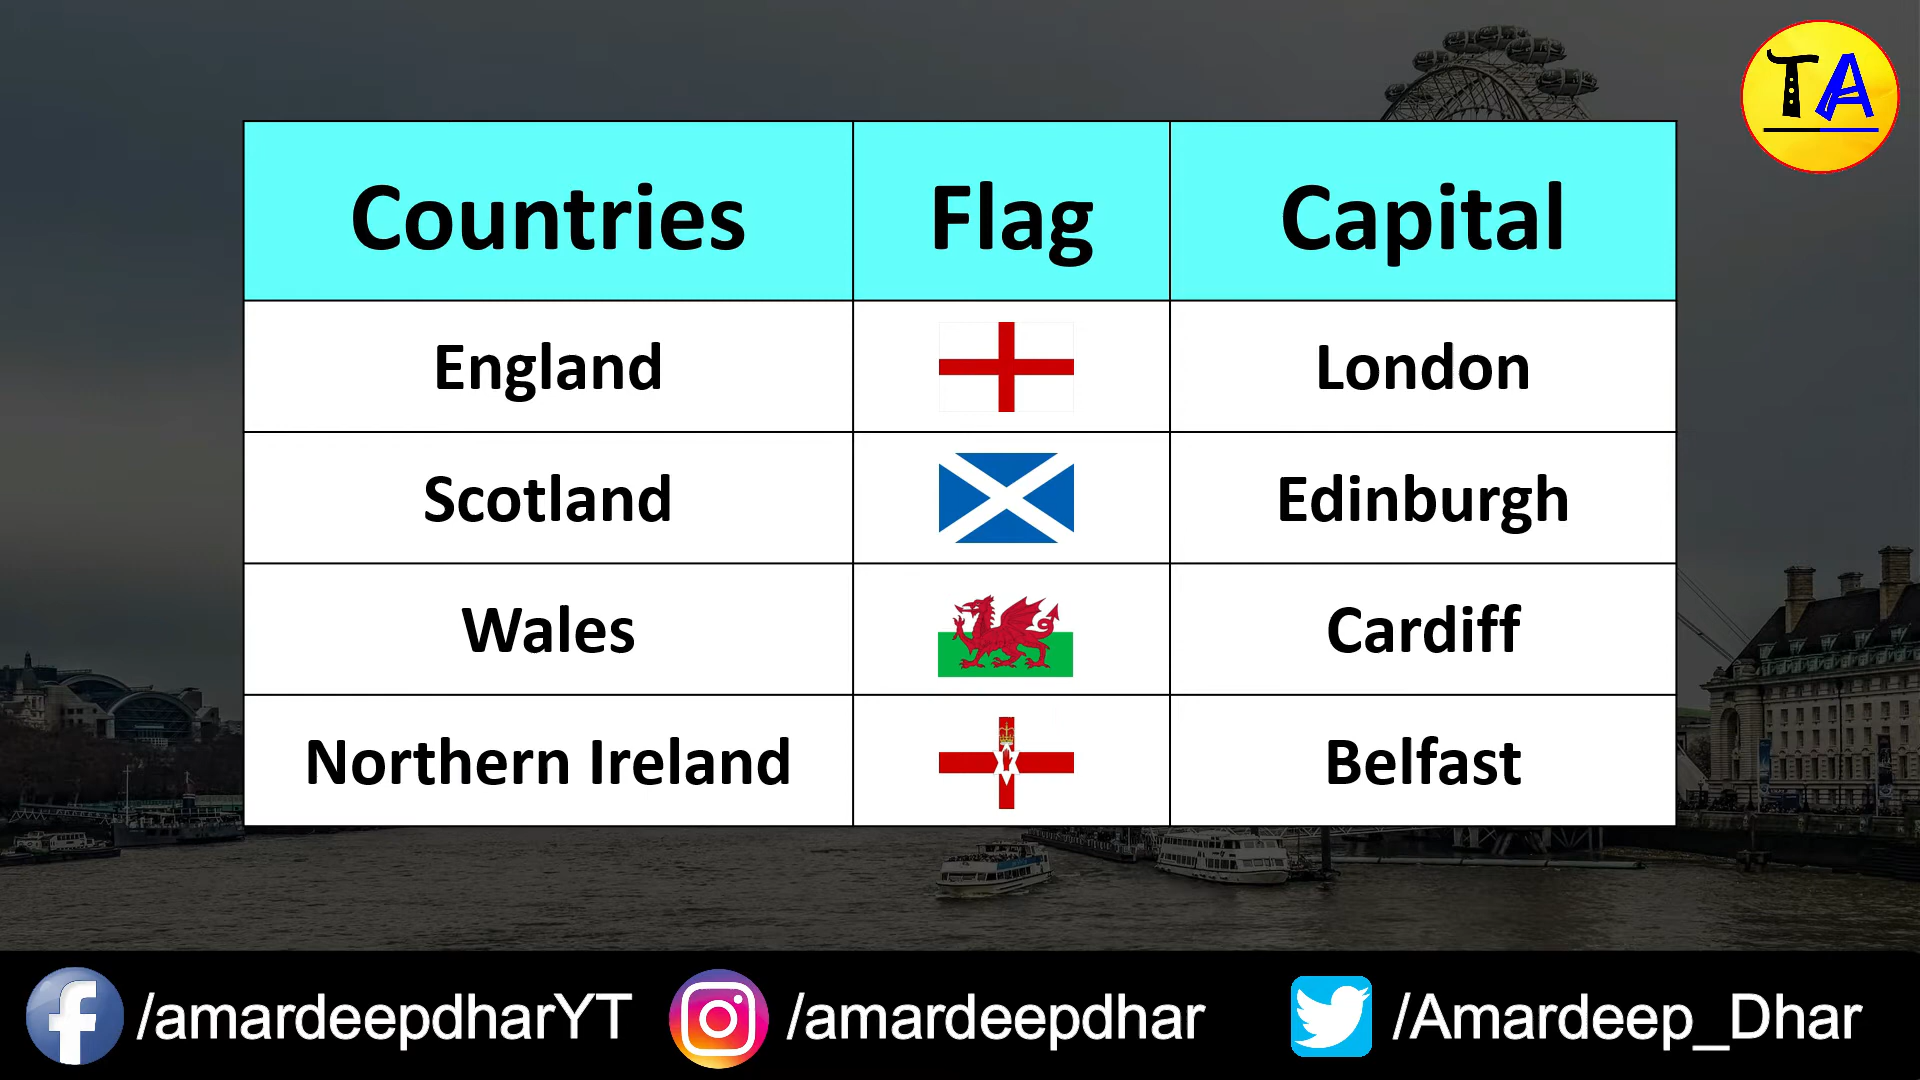 TA
Countries Flag Capital
England London
Scotland Edinburgh
Wales Cardiff
Northern Ireland Belfast
/amardeepdharYT /amardeepdhar /Amardeep_Dhar